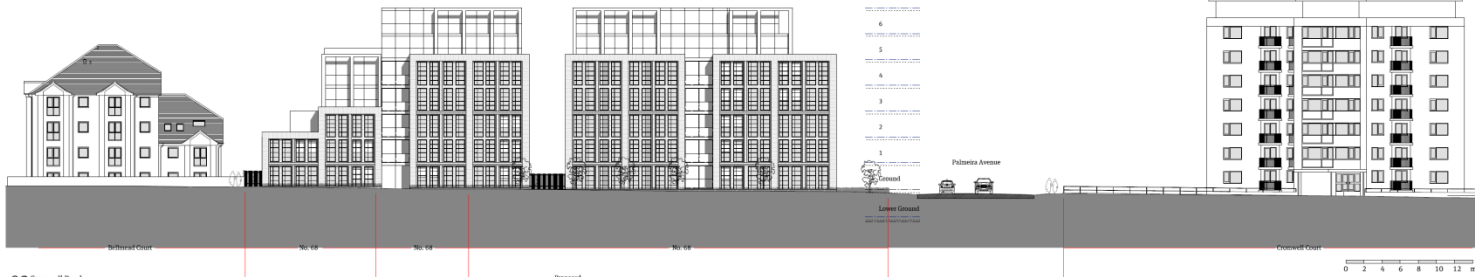 6
5
4
3
2
1
Ground
Lower Ground
Palmeira Avenue
Bellmead Court
No. 68
No. 68
No. 68
Cromwell Court
0 2 4 6 8 10 12